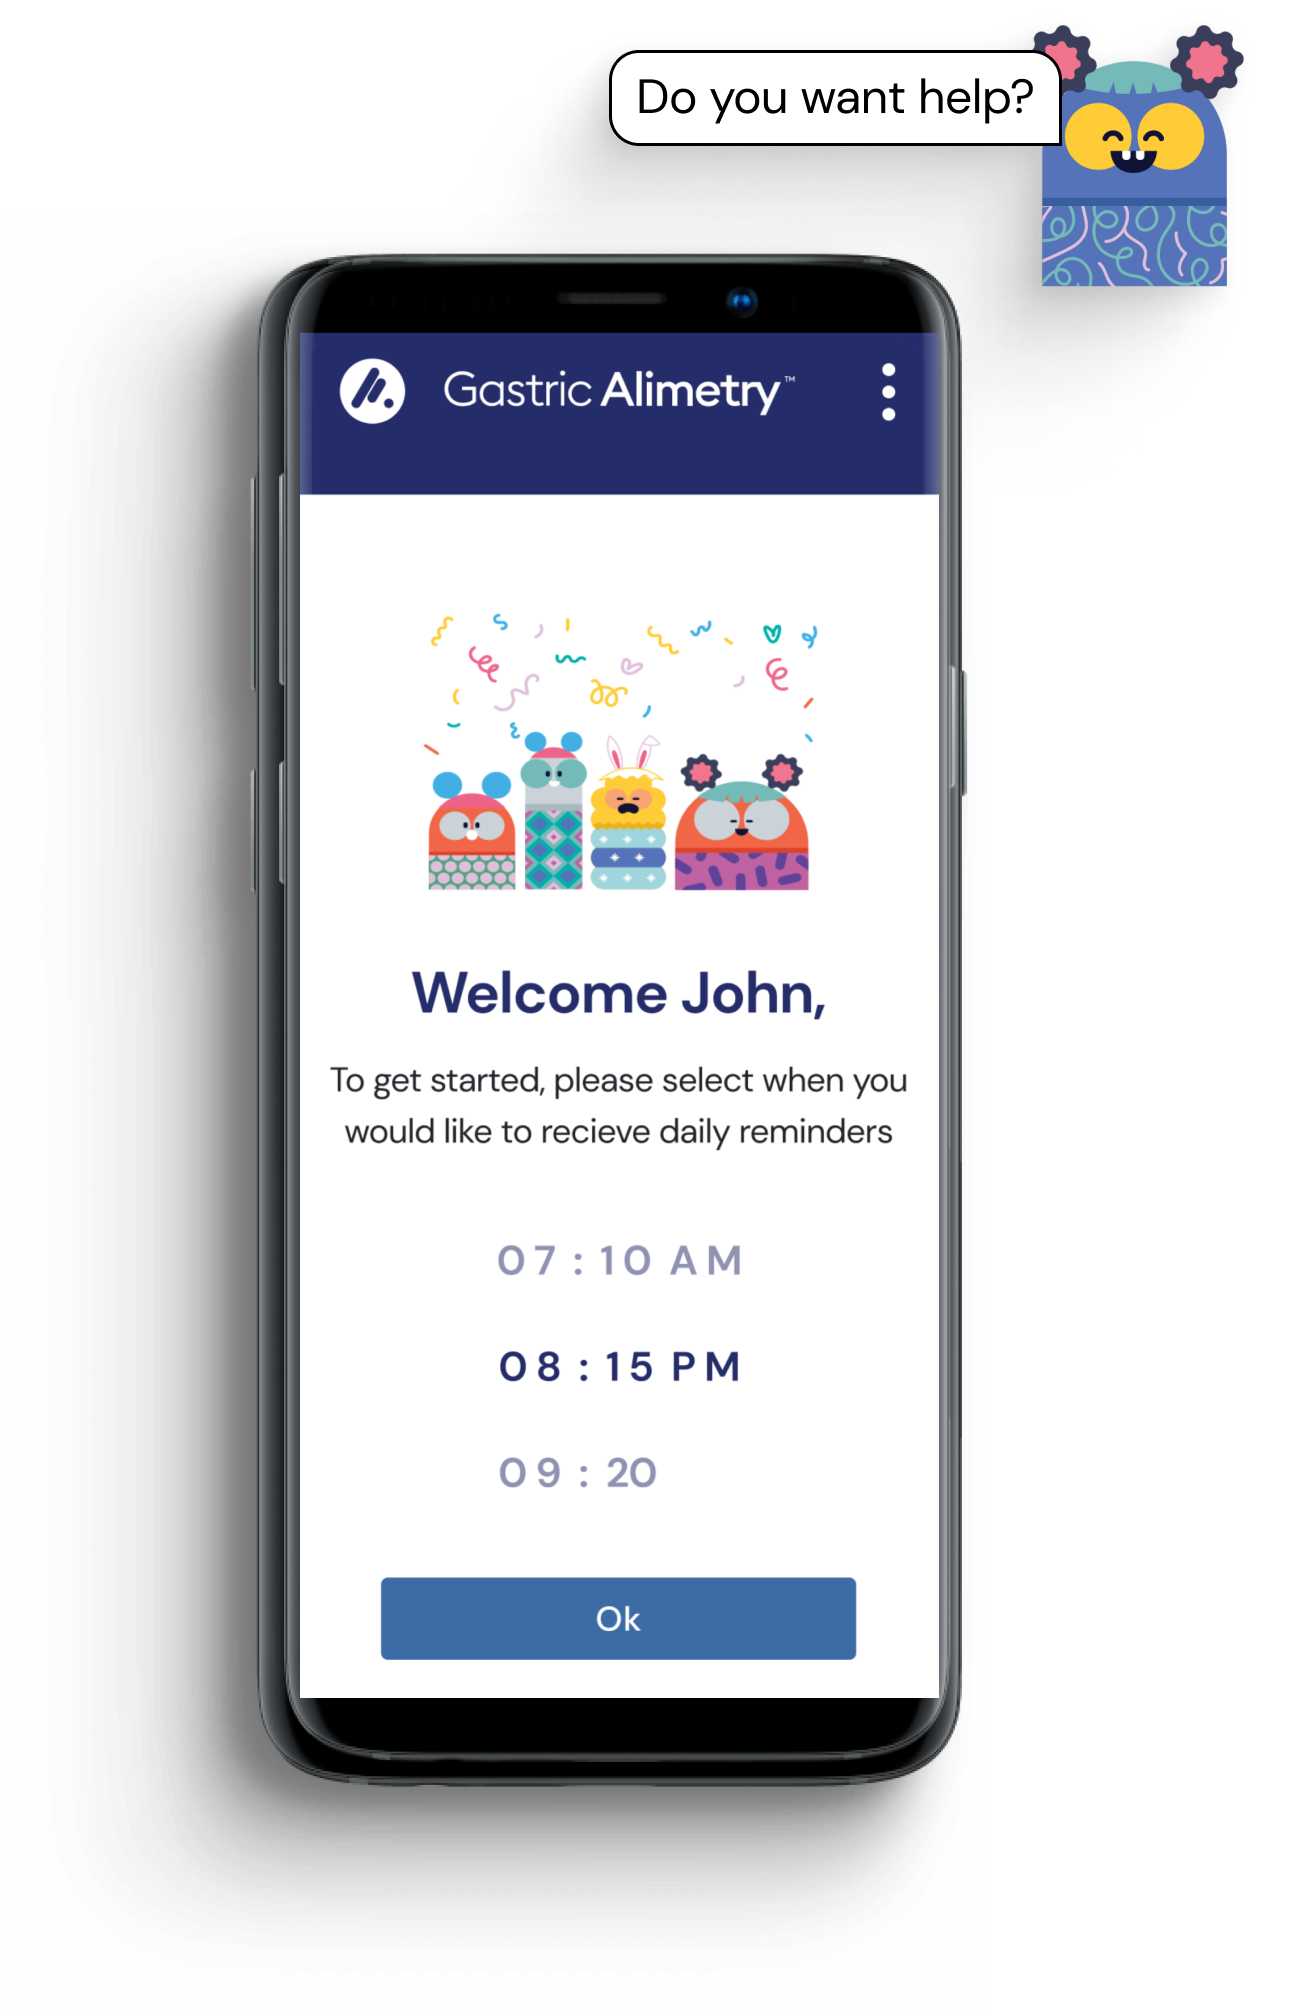 Do you want help?
Gastric Alimetry™
Welcome John,
To get started, please select when you
would like to recieve daily reminders
07 : 10 AM
08 : 15 PM
09 : 20
Ok